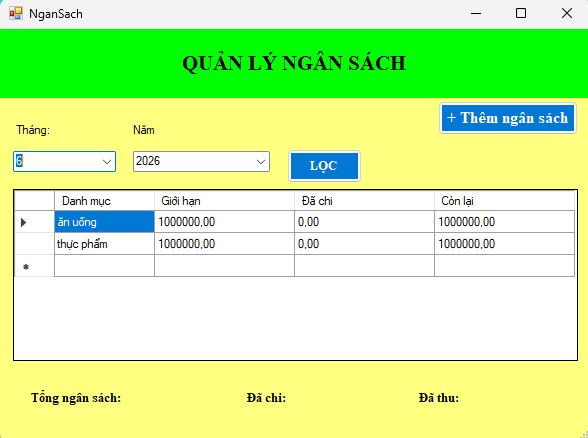 NganSach
QUẢN LÝ NGÂN SÁCH
+ Thêm ngân sách
Tháng: Năm
6 2026 LỌC
Danh mục Giới hạn Đã chi Còn lại
ăn uống 1000000,00 0,00 1000000,00
thực phẩm 1000000,00 0,00 1000000,00
Tổng ngân sách: Đã chi: Đã thu: